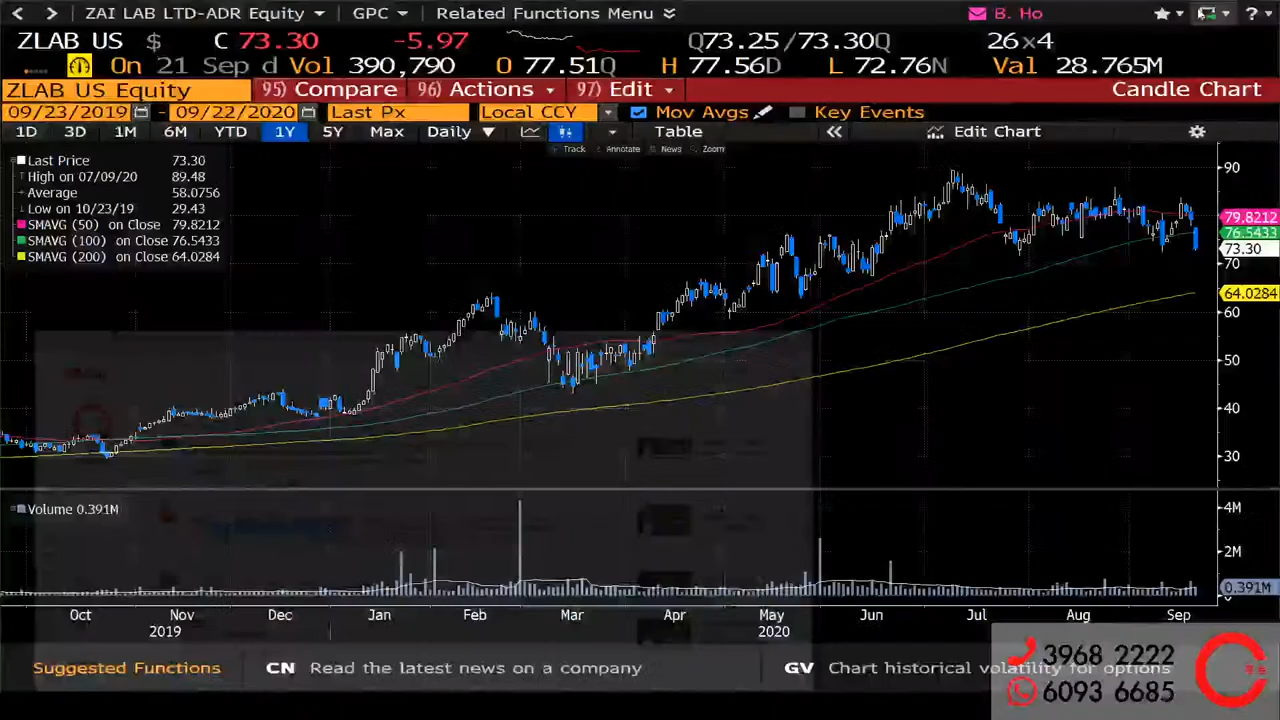 ZAI LAB LTD-ADR Equity GPC Related Functions Menu B. Ho ?
ZLAB US $ C 73.30 -5.97 Q73.25/73.30Q 26x4
On 21 Sep d Vol 390,790 O 77.51Q H 77.56D L 72.76N Val 28.765M
ZLAB US Equity 95) Compare 96) Actions 97) Edit Candle Chart
09/23/2019 - 09/22/2020 Last Px Local CCY Mov Avgs Key Events
1D 3D 1M 6M YTD 1Y 5Y Max Daily Table « Edit Chart
Track Annotate News Zoom
Last Price 73.30
High on 07/09/20 89.48
Average 58.0756
Low on 10/23/19 29.43
SMAVG (50) on Close 79.8212
SMAVG (100) on Close 76.5433
SMAVG (200) on Close 64.0284
90
79.8212
76.5433
73.30
70
64.0284
60
50
40
30
Volume 0.391M
4M
2M
0.391M
0
Oct Nov Dec Jan Feb Mar Apr May Jun Jul Aug Sep
2019 2020
Suggested Functions CN Read the latest news on a company GV Chart historical volatility for options
3968 2222
6093 6685